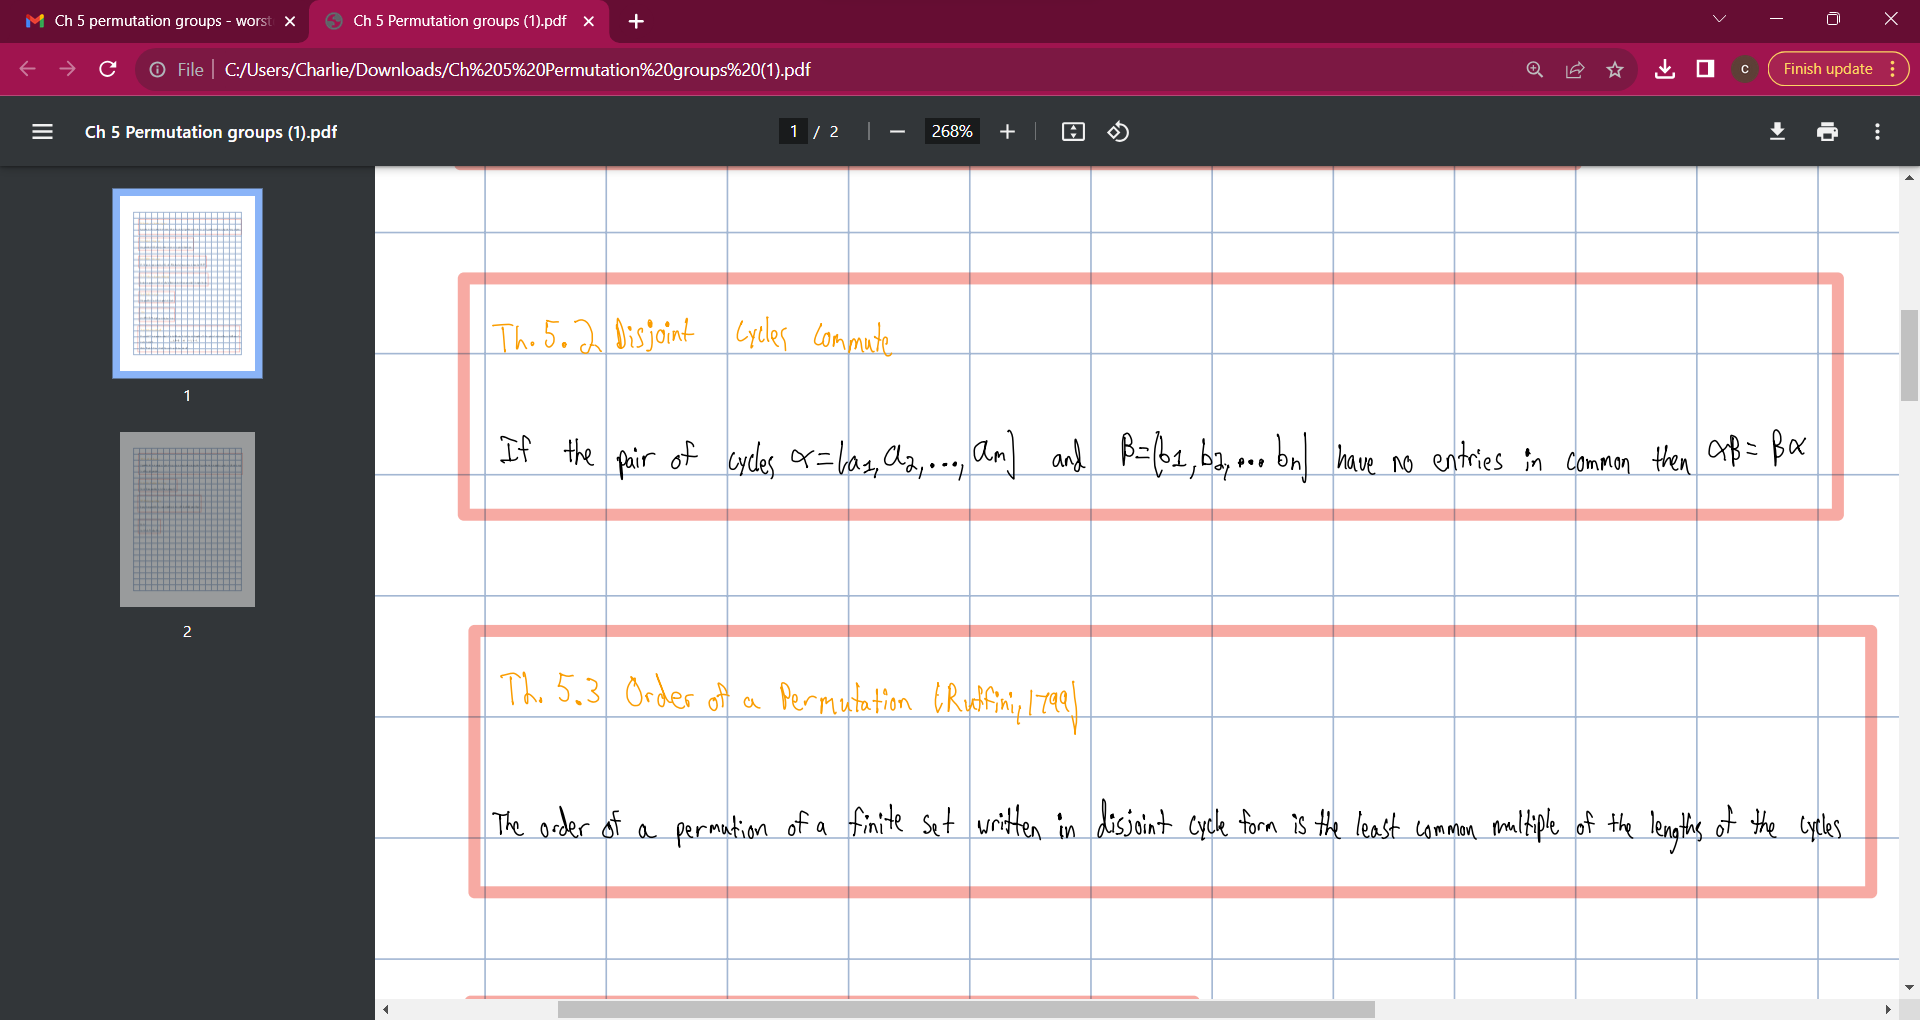 Ch 5 permutation groups - worst
Ch 5 Permutation groups (1).pdf
File
C:/Users/Charlie/Downloads/Ch%205%20Permutation%20groups%20(1).pdf
C
Finish update
Ch 5 Permutation groups (1).pdf
1 / 2
268%
1
2
Th. 5.2 Disjoint Cycles Commute
If the pair of cycles α=(a1, a2, ..., am) and β=(b1, b2, ... bn) have no entries in common then αβ = βα
Th. 5.3 Order of a Permutation (Ruffini, 1799)
The order of a permution of a finite set written in disjoint cycle form is the least common multiple of the lengths of the cycles